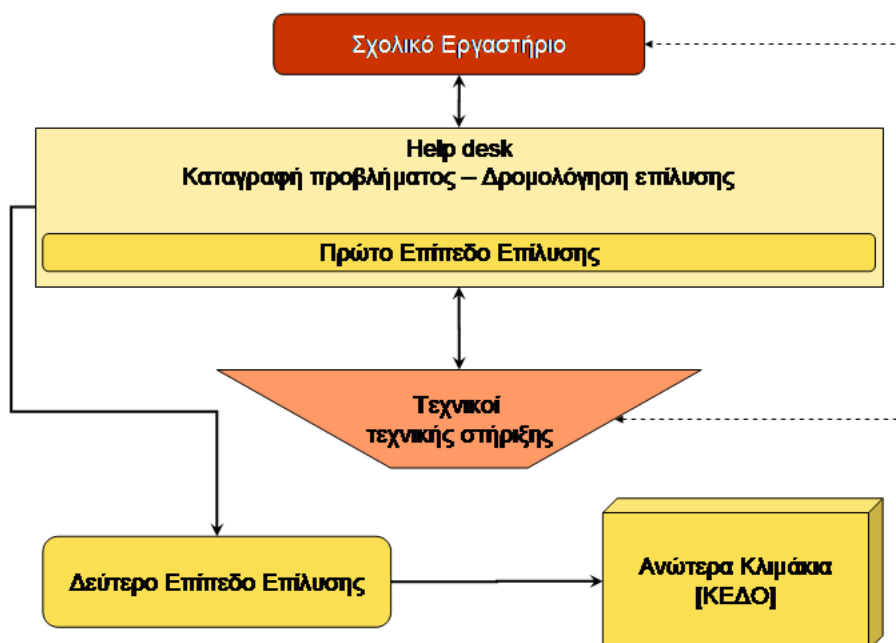 Σχολικό Εργαστήριο
Help desk
Καταγραφή προβλήματος – Δρομολόγηση επίλυσης
Πρώτο Επίπεδο Επίλυσης
Τεχνικοί
τεχνικής στήριξης
Δεύτερο Επίπεδο Επίλυσης
Ανώτερα Κλιμάκια
[ΚΕΔΟ]